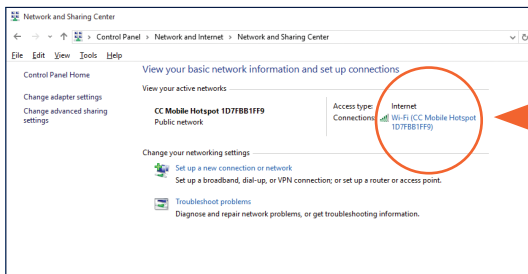 Network and Sharing Center
Control Panel > Network and Internet > Network and Sharing Center
File Edit View Tools Help
Control Panel Home
Change adapter settings
Change advanced sharing
settings
View your basic network information and set up connections
View your active networks
CC Mobile Hotspot 1D7FBB1FF9
Public network
Access type: Internet
Connections: Wi-Fi (CC Mobile Hotspot
1D7FBB1FF9)
Change your networking settings
Set up a new connection or network
Set up a broadband, dial-up, or VPN connection; or set up a router or access point.
Troubleshoot problems
Diagnose and repair network problems, or get troubleshooting information.